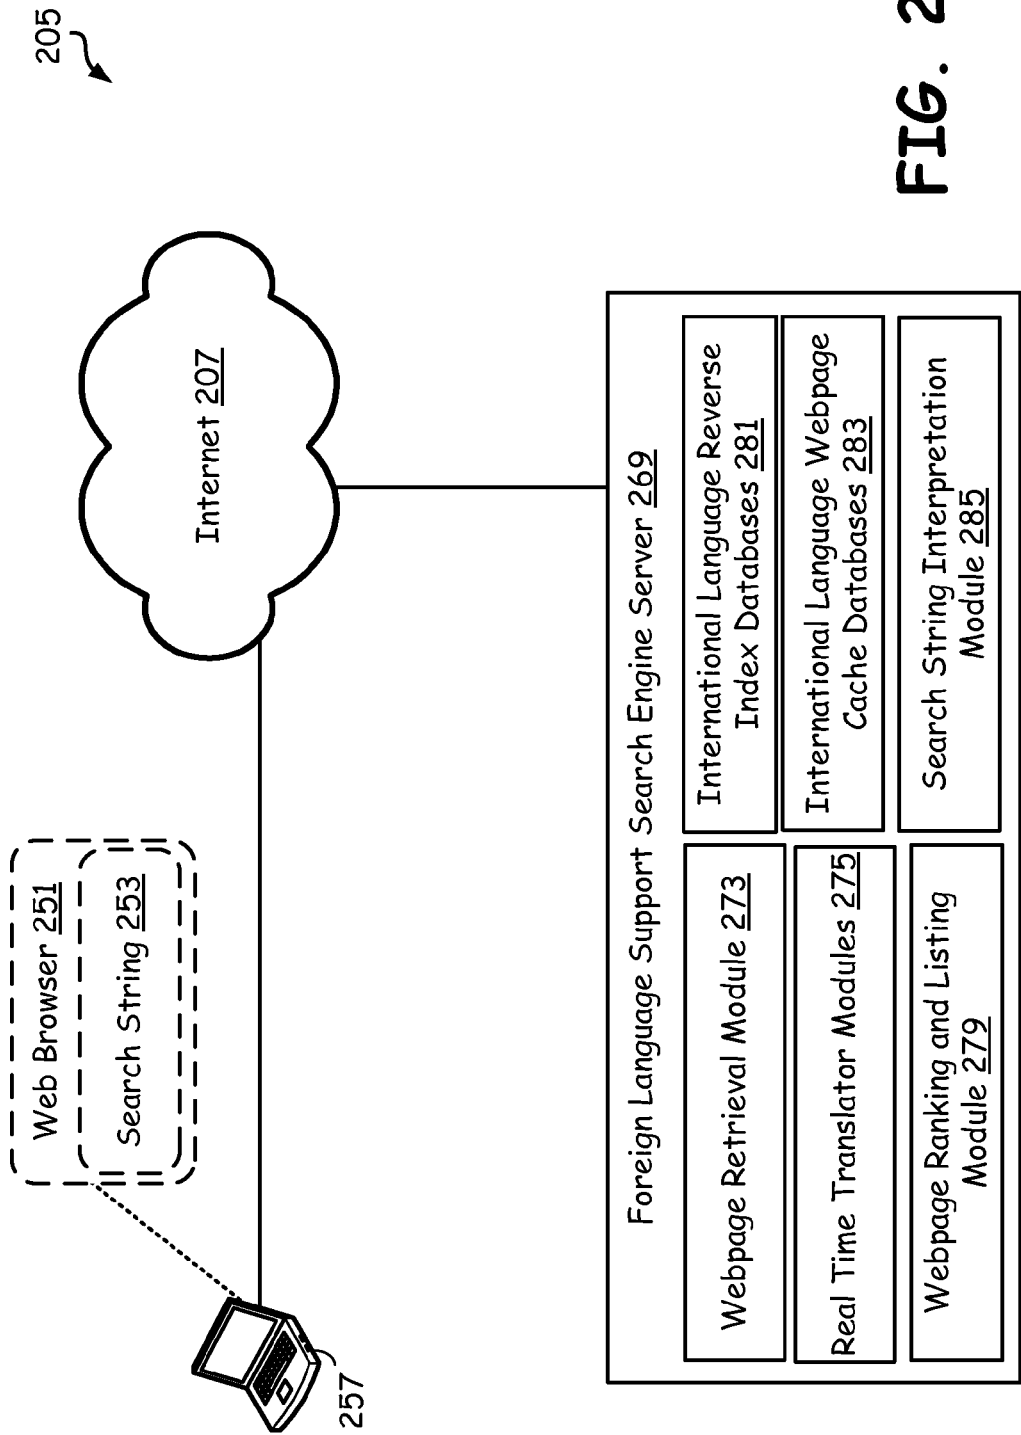 205
Web Browser 251
Search String 253
Internet 207
257
Foreign Language Support Search Engine Server 269
Webpage Retrieval Module 273
International Language Reverse
Index Databases 281
Real Time Translator Modules 275
International Language Webpage
Cache Databases 283
Webpage Ranking and Listing
Module 279
Search String Interpretation
Module 285
FIG. 2